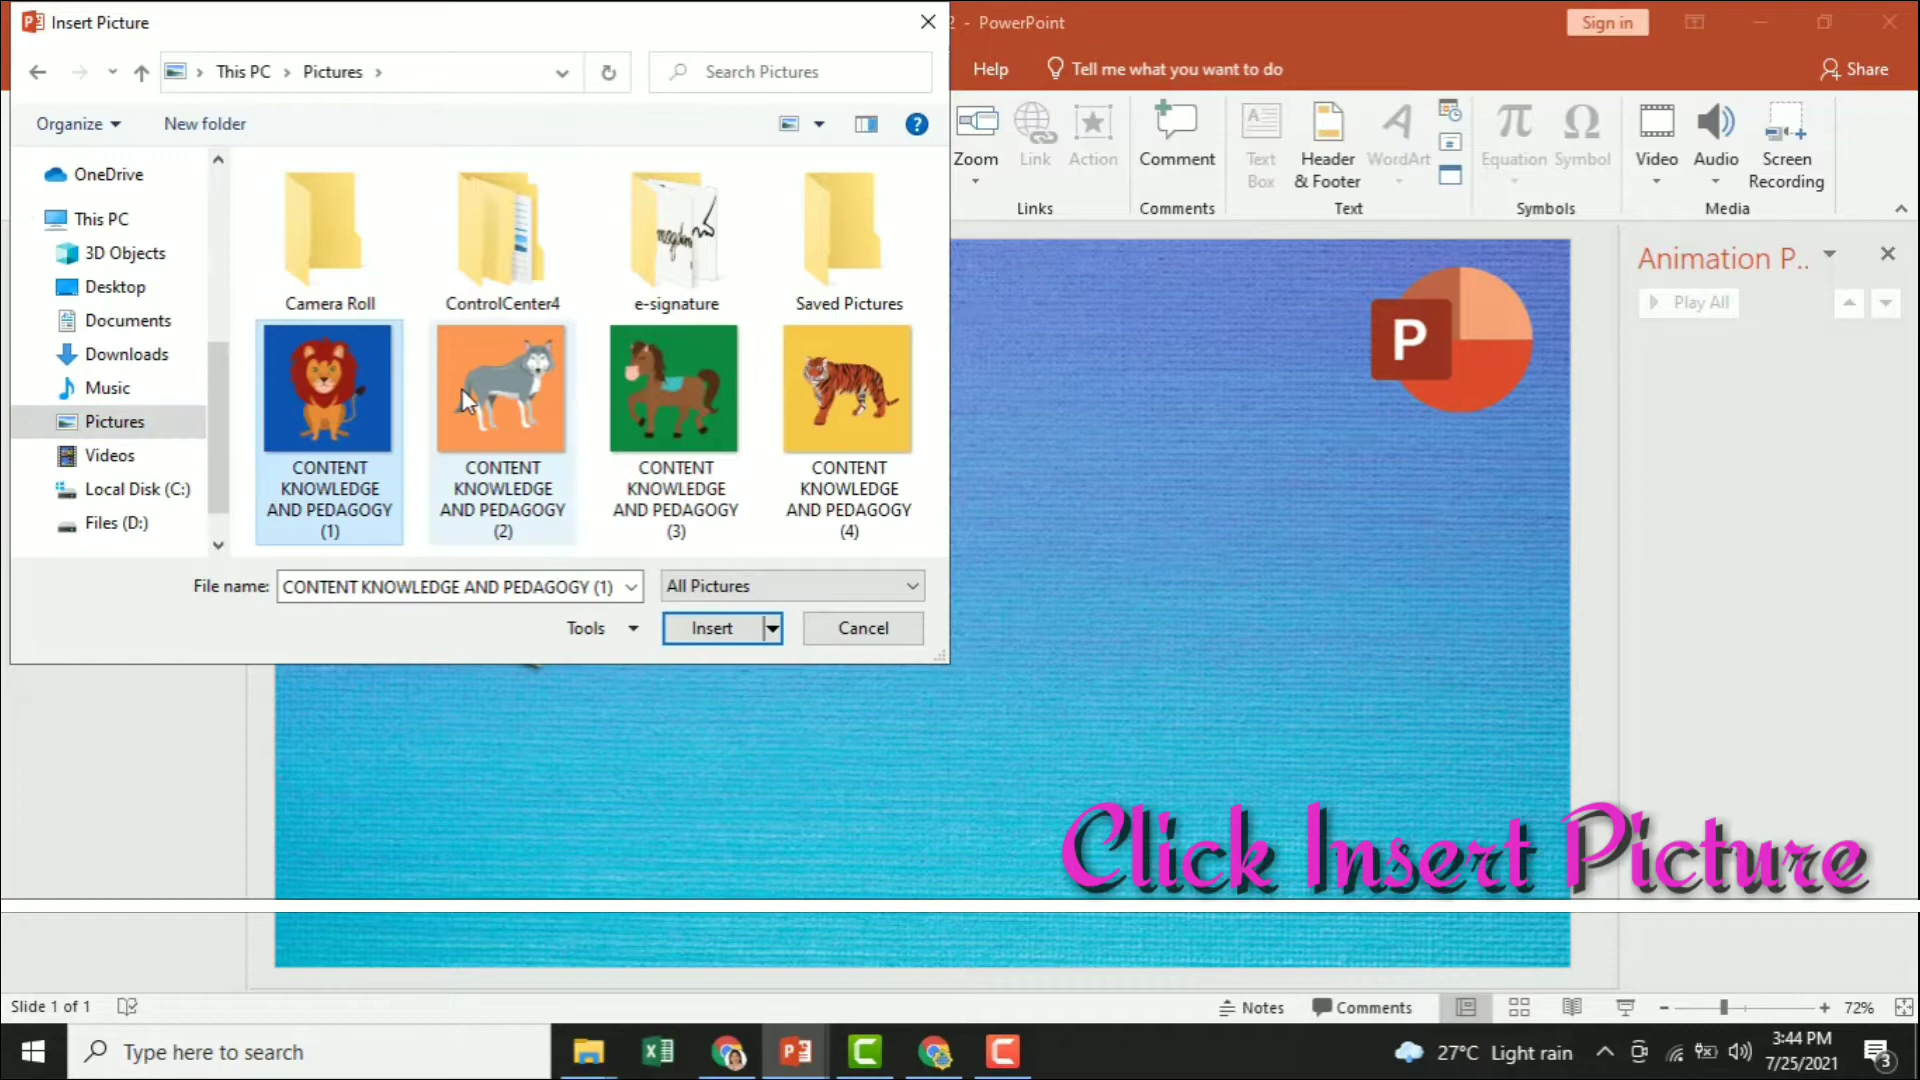 Insert Picture
2 - PowerPoint
Sign in
This PC > Pictures >
Search Pictures
Help
Tell me what you want to do
Share
Organize
New folder
Zoom
Link
Action
Comment
Text
Box
Header
& Footer
WordArt
Equation
Symbol
Video
Audio
Screen
Recording
Links
Comments
Text
Symbols
Media
OneDrive
This PC
3D Objects
Desktop
Documents
Downloads
Music
Pictures
Videos
Local Disk (C:)
Files (D:)
Camera Roll
ControlCenter4
e-signature
Saved Pictures
CONTENT
KNOWLEDGE
AND PEDAGOGY
(1)
CONTENT
KNOWLEDGE
AND PEDAGOGY
(2)
CONTENT
KNOWLEDGE
AND PEDAGOGY
(3)
CONTENT
KNOWLEDGE
AND PEDAGOGY
(4)
File name:
CONTENT KNOWLEDGE AND PEDAGOGY (1)
All Pictures
Tools
Insert
Cancel
Animation P..
Play All
P
Click Insert Picture
Slide 1 of 1
Notes
Comments
72%
Type here to search
27°C Light rain
3:44 PM
7/25/2021
3